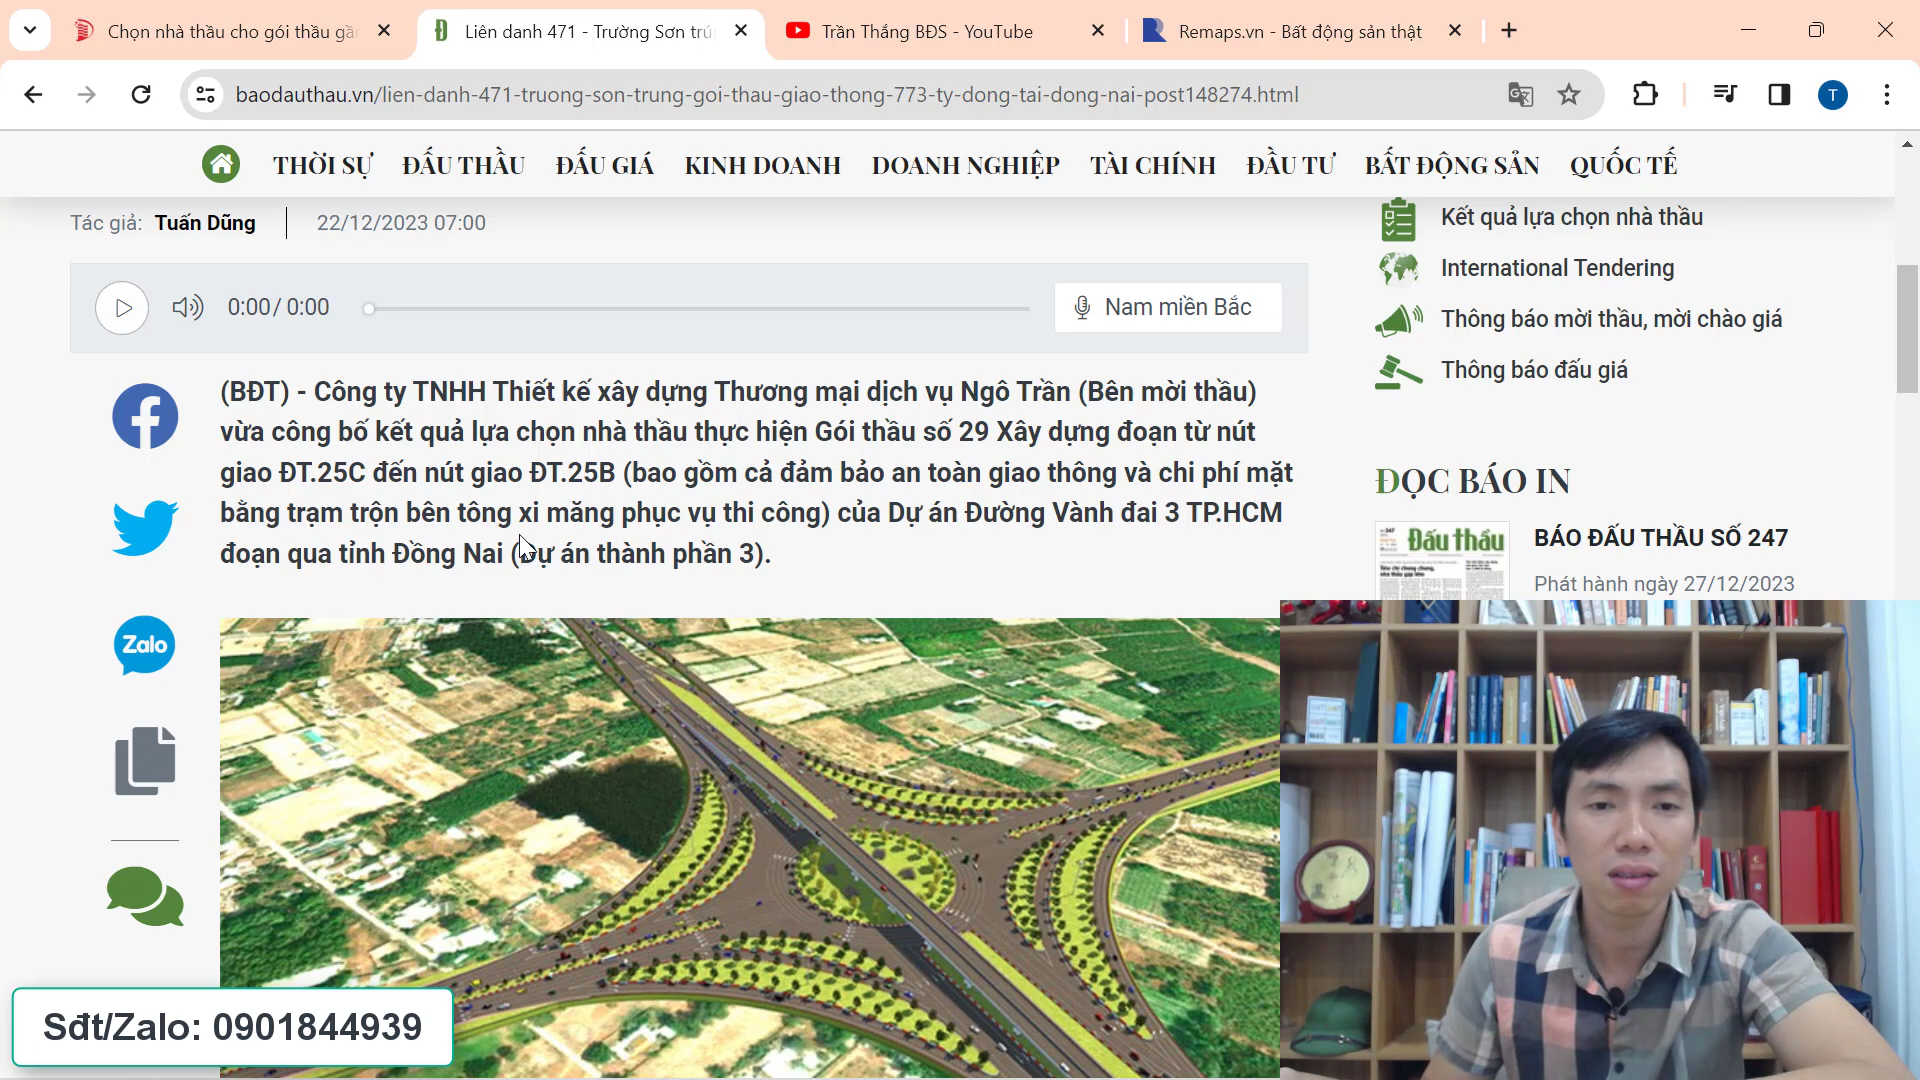 Chọn nhà thầu cho gói thầu gần
Liên danh 471 - Trường Sơn trú
Trần Thắng BĐS - YouTube
Remaps.vn - Bất động sản thật
baodauthau.vn/lien-danh-471-truong-son-trung-goi-thau-giao-thong-773-ty-dong-tai-dong-nai-post148274.html
T
THỜI SỰ ĐẤU THẦU ĐẤU GIÁ KINH DOANH DOANH NGHIỆP TÀI CHÍNH ĐẦU TƯ BẤT ĐỘNG SẢN QUỐC TẾ
Tác giả: Tuấn Dũng 22/12/2023 07:00
0:00 / 0:00
Nam miền Bắc
(BĐT) - Công ty TNHH Thiết kế xây dựng Thương mại dịch vụ Ngô Trần (Bên mời thầu)
vừa công bố kết quả lựa chọn nhà thầu thực hiện Gói thầu số 29 Xây dựng đoạn từ nút
giao ĐT.25C đến nút giao ĐT.25B (bao gồm cả đảm bảo an toàn giao thông và chi phí mặt
bằng trạm trộn bên tông xi măng phục vụ thi công) của Dự án Đường Vành đai 3 TP.HCM
đoạn qua tỉnh Đồng Nai (Dự án thành phần 3).
Zalo
Kết quả lựa chọn nhà thầu
International Tendering
Thông báo mời thầu, mời chào giá
Thông báo đấu giá
ĐỌC BÁO IN
Đấu thầu
BÁO ĐẤU THẦU SỐ 247
Phát hành ngày 27/12/2023
Sđt/Zalo: 0901844939